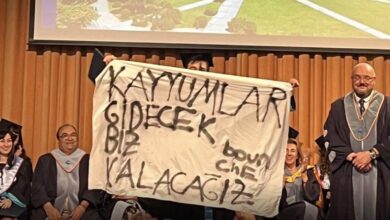 KAYYUMLAR
GİDECEK
BİZ
boun
ChE
KALACAĞIZ